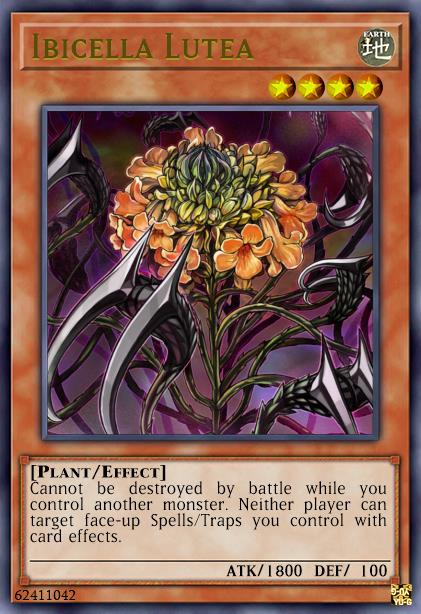 Ibicella Lutea
EARTH
地
[Plant/Effect]
Cannot be destroyed by battle while you
control another monster. Neither player can
target face-up Spells/Traps you control with
card effects.
ATK/1800 DEF/ 100
62411042